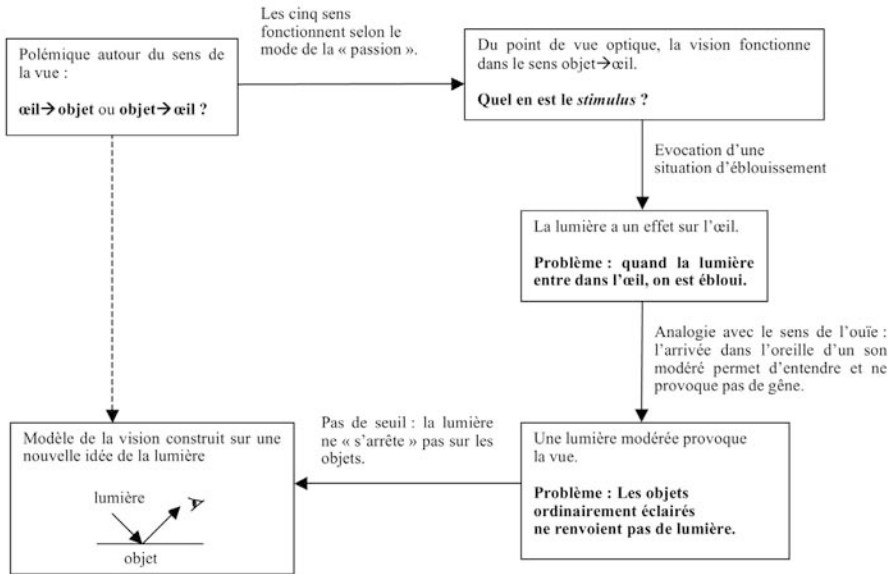 Polémique autour du sens de
la vue :
œil→objet ou objet→œil ?
Les cinq sens
fonctionnent selon le
mode de la « passion ».
Du point de vue optique, la vision fonctionne
dans le sens objet→œil.
Quel en est le stimulus ?
Evocation d’une
situation d’éblouissement
La lumière a un effet sur l’œil.
Problème : quand la lumière
entre dans l’œil, on est ébloui.
Analogie avec le sens de l’ouïe :
l’arrivée dans l’oreille d’un son
modéré permet d’entendre et ne
provoque pas de gêne.
Une lumière modérée provoque
la vue.
Problème : Les objets
ordinairement éclairés
ne renvoient pas de lumière.
Pas de seuil : la lumière
ne « s’arrête » pas sur les
objets.
Modèle de la vision construit sur une
nouvelle idée de la lumière
lumière
objet